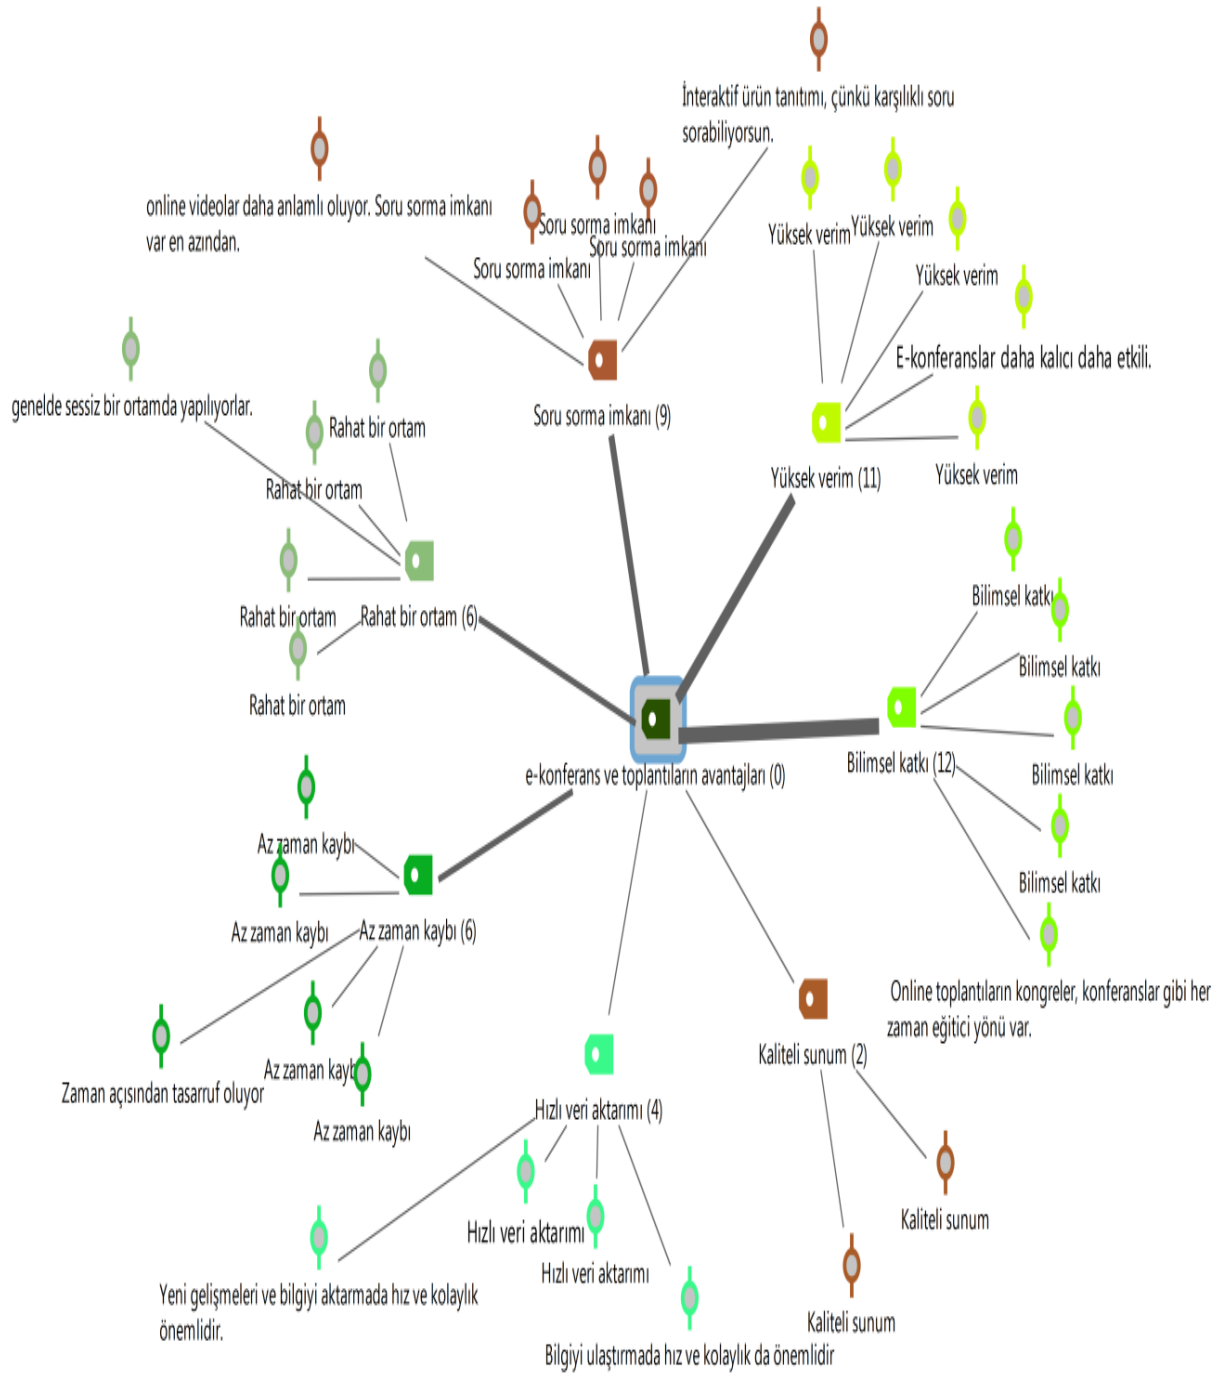 İnteraktif ürün tanıtımı, çünkü karşılıklı soru
sorabiliyorsun.
online videolar daha anlamlı oluyor. Soru sorma imkanı
var en azından.
Soru sorma imkanı
Soru sorma imkanı
Soru sorma imkanı
Yüksek verim
Yüksek verim
Yüksek verim
E-konferanslar daha kalıcı daha etkili.
Yüksek verim
Soru sorma imkanı (9)
Yüksek verim (11)
genelde sessiz bir ortamda yapılıyorlar.
Rahat bir ortam
Rahat bir ortam
Rahat bir ortam
Rahat bir ortam (6)
Rahat bir ortam
Bilimsel katkı
Bilimsel katkı
Bilimsel katkı (12)
Bilimsel katkı
Bilimsel katkı
Online toplantıların kongreler, konferanslar gibi her
zaman eğitici yönü var.
e-konferans ve toplantıların avantajları (0)
Az zaman kaybı
Az zaman kaybı
Az zaman kaybı (6)
Az zaman kaybı
Zaman açısından tasarruf oluyor
Az zaman kaybı
Kaliteli sunum (2)
Hızlı veri aktarımı (4)
Kaliteli sunum
Hızlı veri aktarımı
Hızlı veri aktarımı
Kaliteli sunum
Yeni gelişmeleri ve bilgiyi aktarmada hız ve kolaylık
önemlidir.
Bilgiyi ulaştırmada hız ve kolaylık da önemlidir